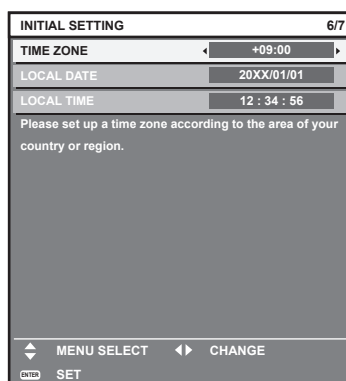 INITIAL SETTING 6/7
TIME ZONE +09:00
LOCAL DATE 20XX/01/01
LOCAL TIME 12 : 34 : 56
Please set up a time zone according to the area of your
country or region.
MENU SELECT CHANGE
ENTER SET